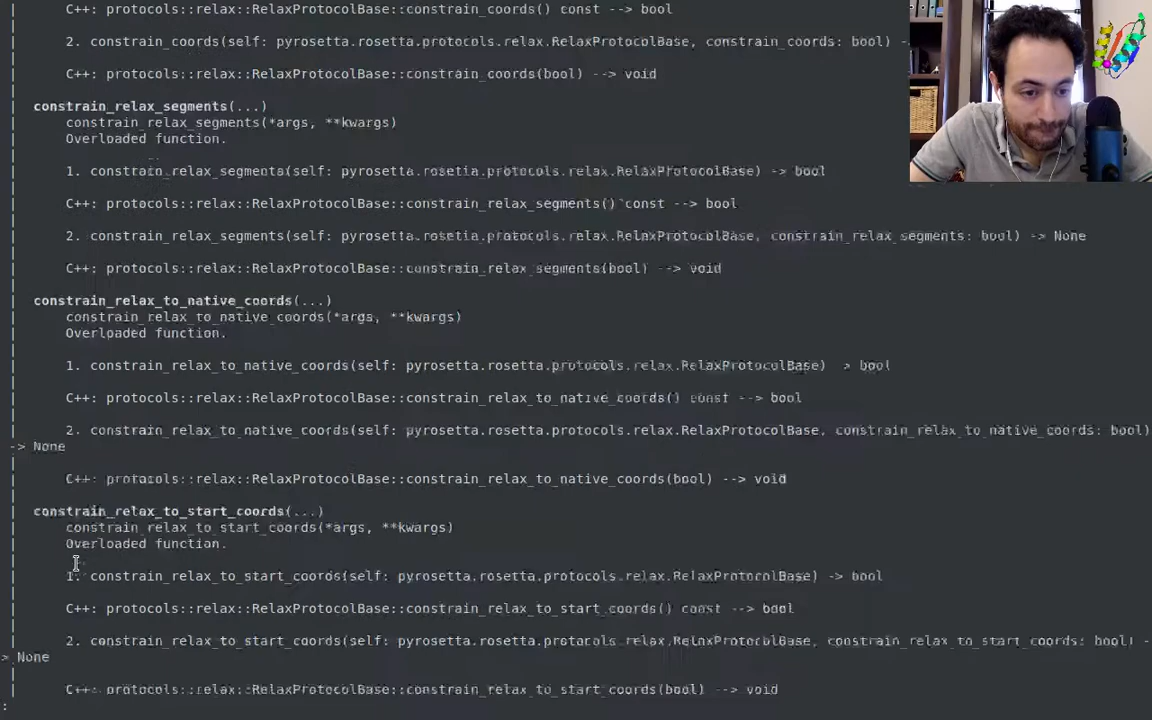 C++: protocols::relax::RelaxProtocolBase::constrain_coords() const --> bool
2. constrain_coords(self: pyrosetta.rosetta.protocols.relax.RelaxProtocolBase, constrain_coords: bool) -
C++: protocols::relax::RelaxProtocolBase::constrain_coords(bool) --> void
constrain_relax_segments(...)
constrain_relax_segments(*args, **kwargs)
Overloaded function.
1. constrain_relax_segments(self: pyrosetta.rosetta.protocols.relax.RelaxProtocolBase) -> bool
C++: protocols::relax::RelaxProtocolBase::constrain_relax_segments() const --> bool
2. constrain_relax_segments(self: pyrosetta.rosetta.protocols.relax.RelaxProtocolBase, constrain_relax_segments: bool) -> None
C++: protocols::relax::RelaxProtocolBase::constrain_relax_segments(bool) --> void
constrain_relax_to_native_coords(...)
constrain_relax_to_native_coords(*args, **kwargs)
Overloaded function.
1. constrain_relax_to_native_coords(self: pyrosetta.rosetta.protocols.relax.RelaxProtocolBase) -> bool
C++: protocols::relax::RelaxProtocolBase::constrain_relax_to_native_coords() const --> bool
2. constrain_relax_to_native_coords(self: pyrosetta.rosetta.protocols.relax.RelaxProtocolBase, constrain_relax_to_native_coords: bool)
-> None
C++: protocols::relax::RelaxProtocolBase::constrain_relax_to_native_coords(bool) --> void
constrain_relax_to_start_coords(...)
constrain_relax_to_start_coords(*args, **kwargs)
Overloaded function.
1. constrain_relax_to_start_coords(self: pyrosetta.rosetta.protocols.relax.RelaxProtocolBase) -> bool
C++: protocols::relax::RelaxProtocolBase::constrain_relax_to_start_coords() const --> bool
2. constrain_relax_to_start_coords(self: pyrosetta.rosetta.protocols.relax.RelaxProtocolBase, constrain_relax_to_start_coords: bool) -
> None
C++: protocols::relax::RelaxProtocolBase::constrain_relax_to_start_coords(bool) --> void
: